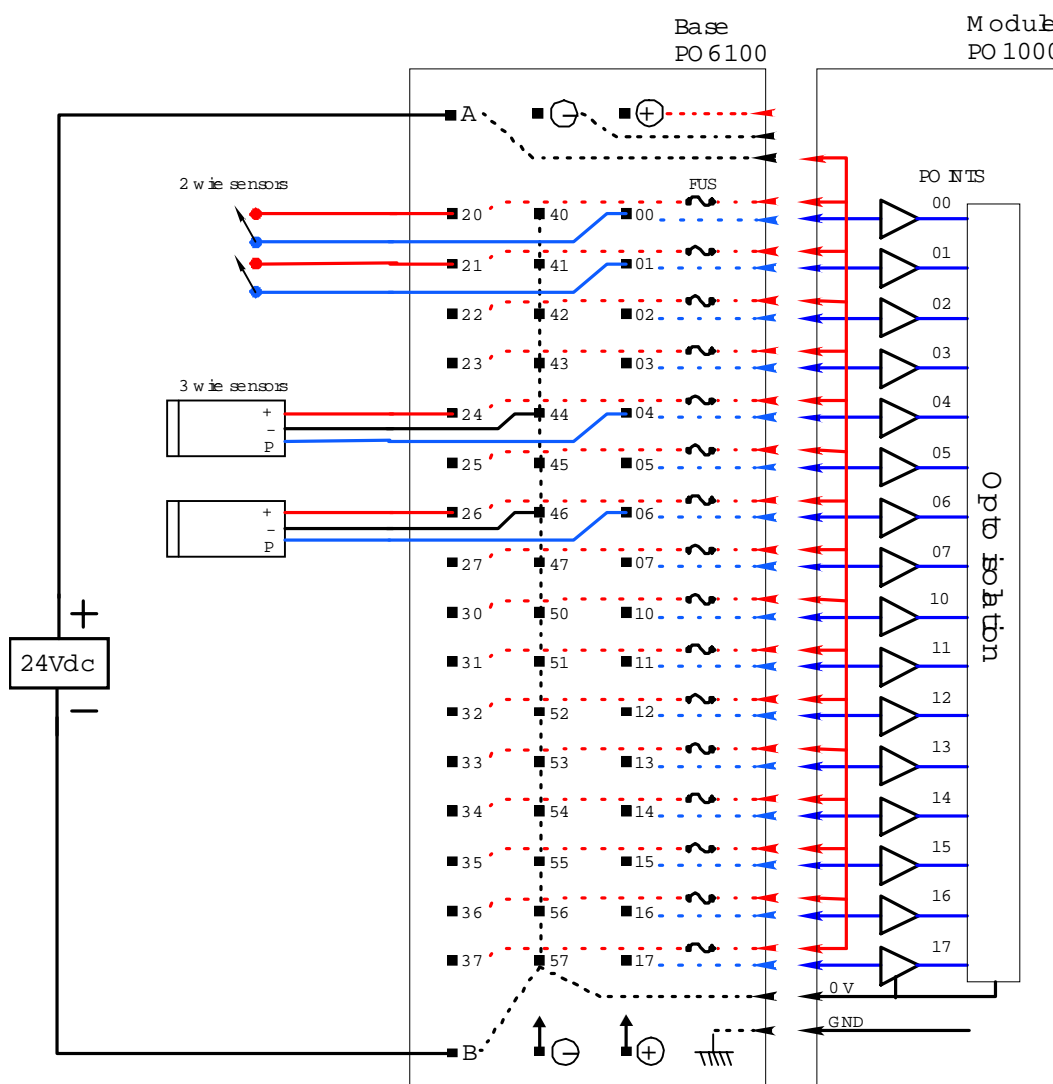 Base
PO6100
Module
PO1000
A
-
+
2 wire sensors
FUS
POINTS
20 40 00 00
21 41 01 01
22 42 02 02
23 43 03 03
3 wire sensors
+
-
P
24 44 04 04
25 45 05 05
+
-
P
26 46 06 06
27 47 07 07
30 50 10 10
31 51 11 11
32 52 12 12
33 53 13 13
34 54 14 14
35 55 15 15
36 56 16 16
37 57 17 17
+
24Vdc
-
Opto isolation
0V
GND
B
-
+